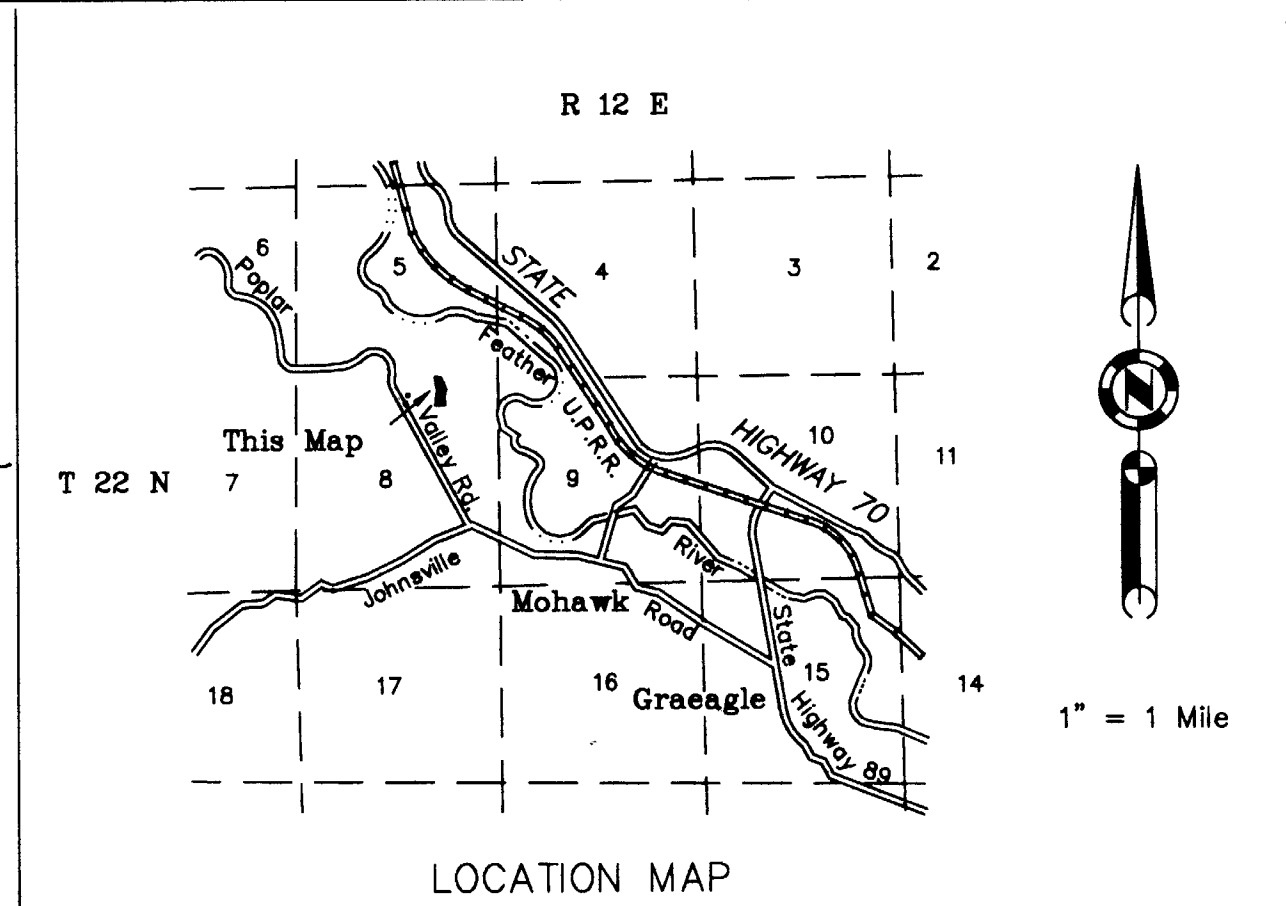 R 12 E
6
5
4
3
2
STATE
Poplar
Feather
U.P.R.R.
HIGHWAY 70
10
11
This Map
Valley Rd.
T 22 N
7
8
9
N
River
Johnsville
Mohawk
Road
State
15
14
18
17
16
Graeagle
Highway 89
1" = 1 Mile
LOCATION MAP